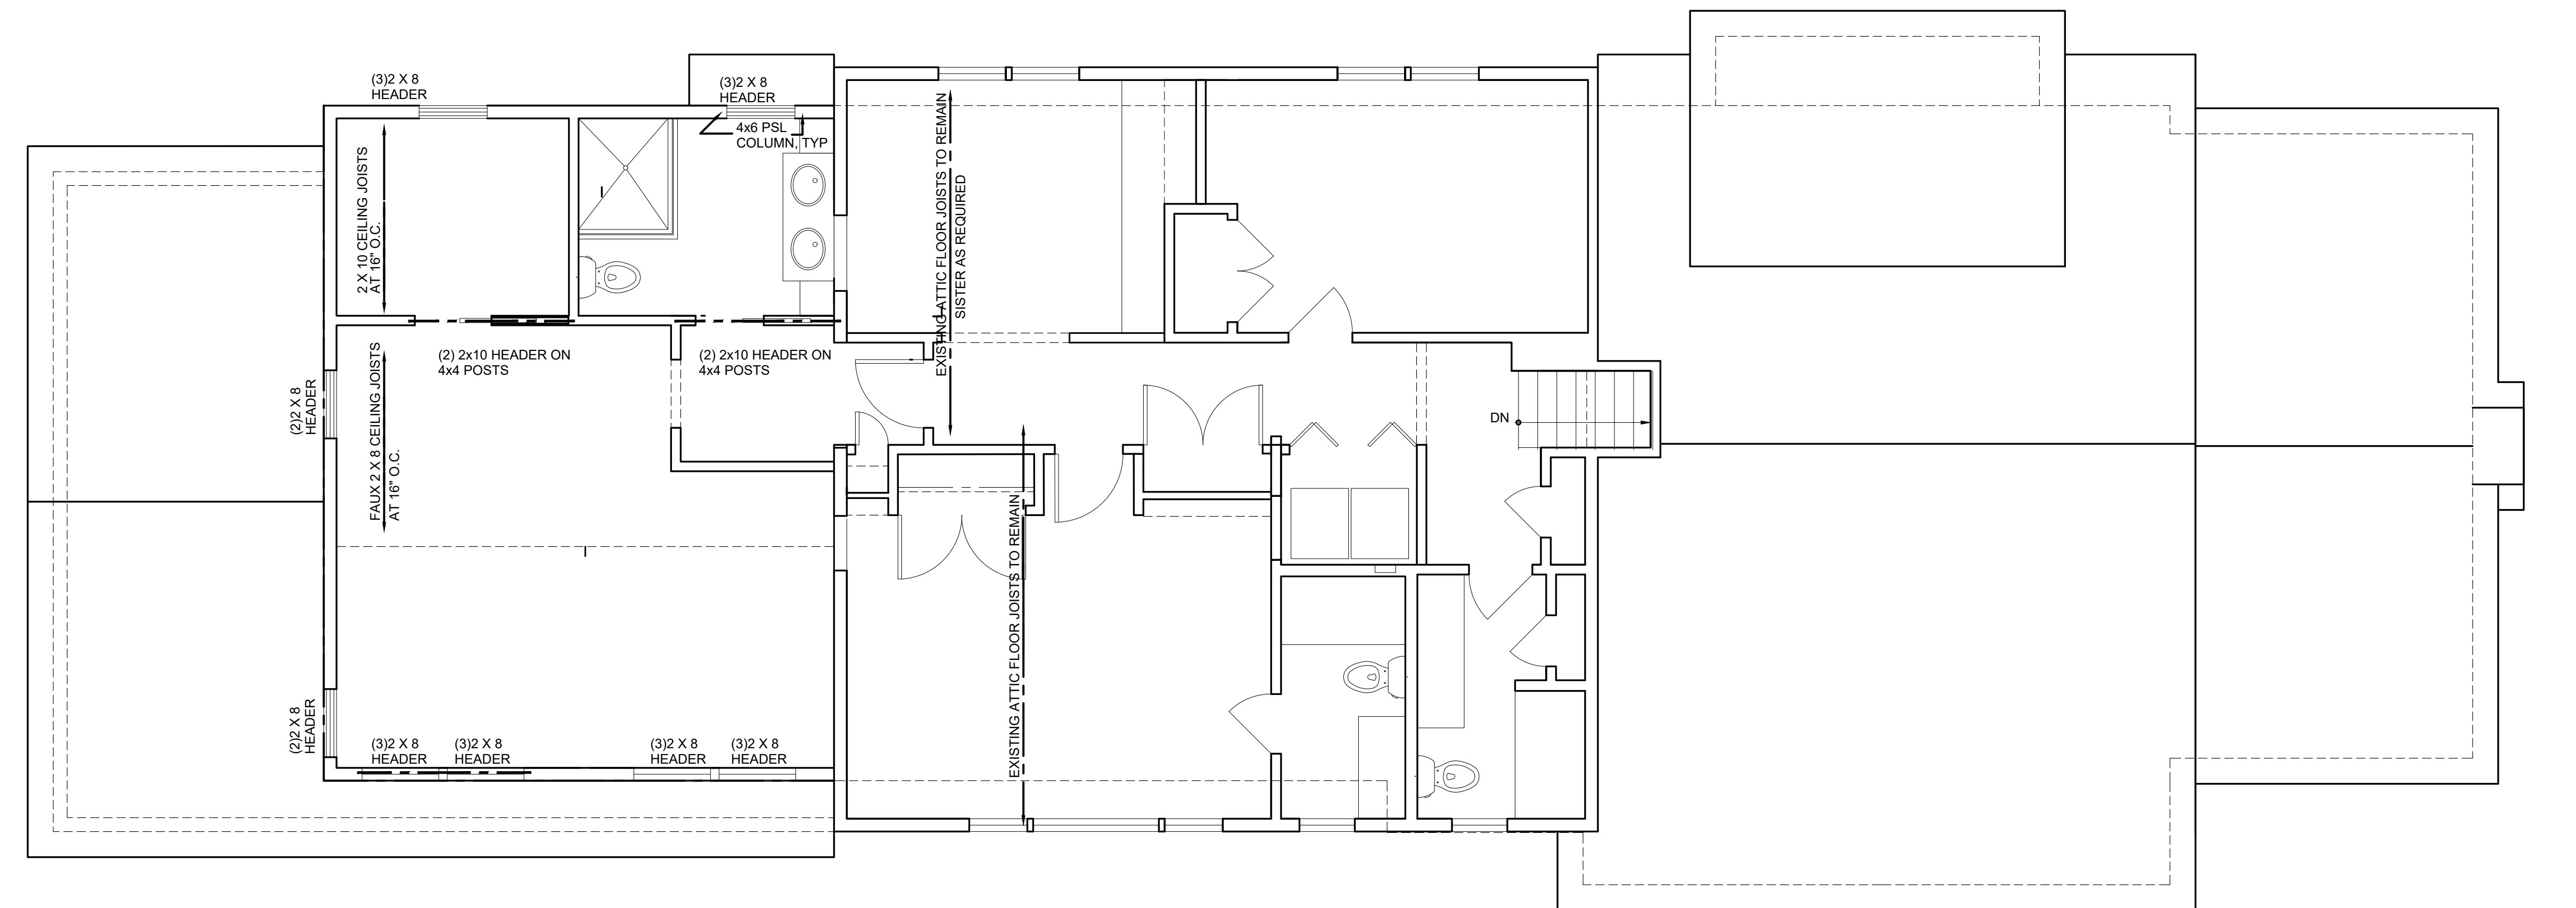 (3)2 X 8
HEADER
(3)2 X 8
HEADER
4x6 PSL
COLUMN, TYP
2 X 10 CEILING JOISTS
AT 16" O.C.
EXISTING ATTIC FLOOR JOISTS TO REMAIN
SISTER AS REQUIRED
(2) 2x10 HEADER ON
4x4 POSTS
(2) 2x10 HEADER ON
4x4 POSTS
FAUX 2 X 8 CEILING JOISTS
AT 16" O.C.
(2)2 X 8
HEADER
DN
EXISTING ATTIC FLOOR JOISTS TO REMAIN
(2)2 X 8
HEADER
(3)2 X 8
HEADER
(3)2 X 8
HEADER
(3)2 X 8
HEADER
(3)2 X 8
HEADER